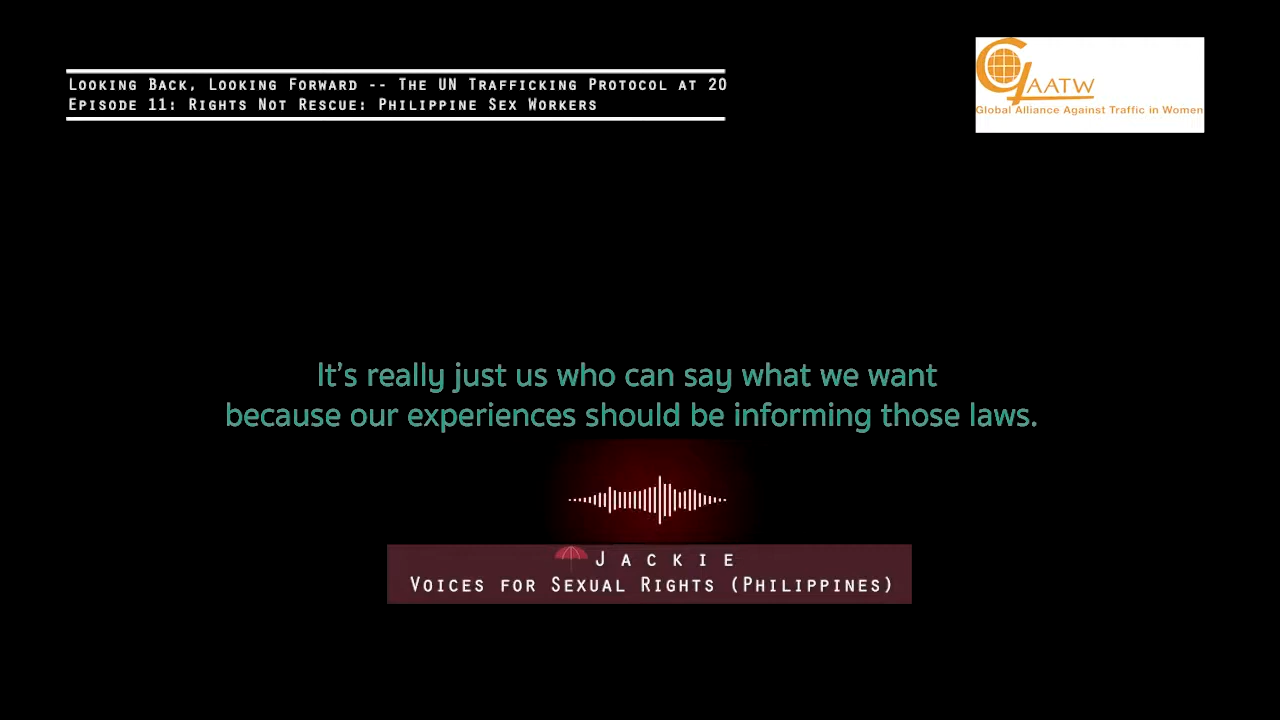 Looking Back, Looking Forward -- The UN Trafficking Protocol at 20
Episode 11: Rights Not Rescue: Philippine Sex Workers
GAATW
Global Alliance Against Traffic in Women
It's really just us who can say what we want
because our experiences should be informing those laws.
Jackie
Voices for Sexual Rights (Philippines)